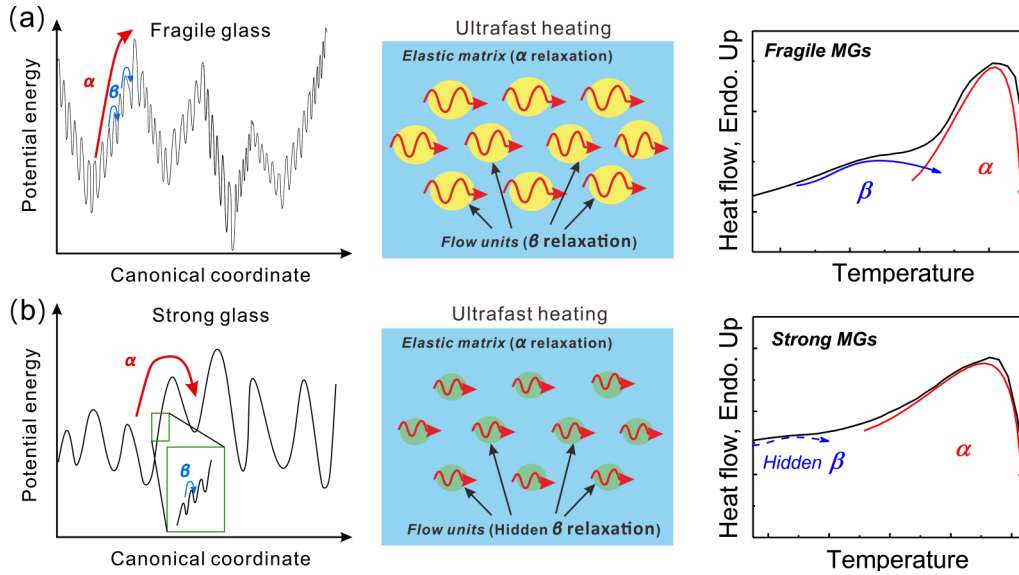 (a)
Fragile glass
Potential energy
α
β
Canonical coordinate
Ultrafast heating
Elastic matrix (α relaxation)
Flow units (β relaxation)
Fragile MGs
Heat flow, Endo. Up
β
α
Temperature
(b)
Strong glass
Potential energy
α
β
Canonical coordinate
Ultrafast heating
Elastic matrix (α relaxation)
Flow units (Hidden β relaxation)
Strong MGs
Heat flow, Endo. Up
Hidden β
α
Temperature